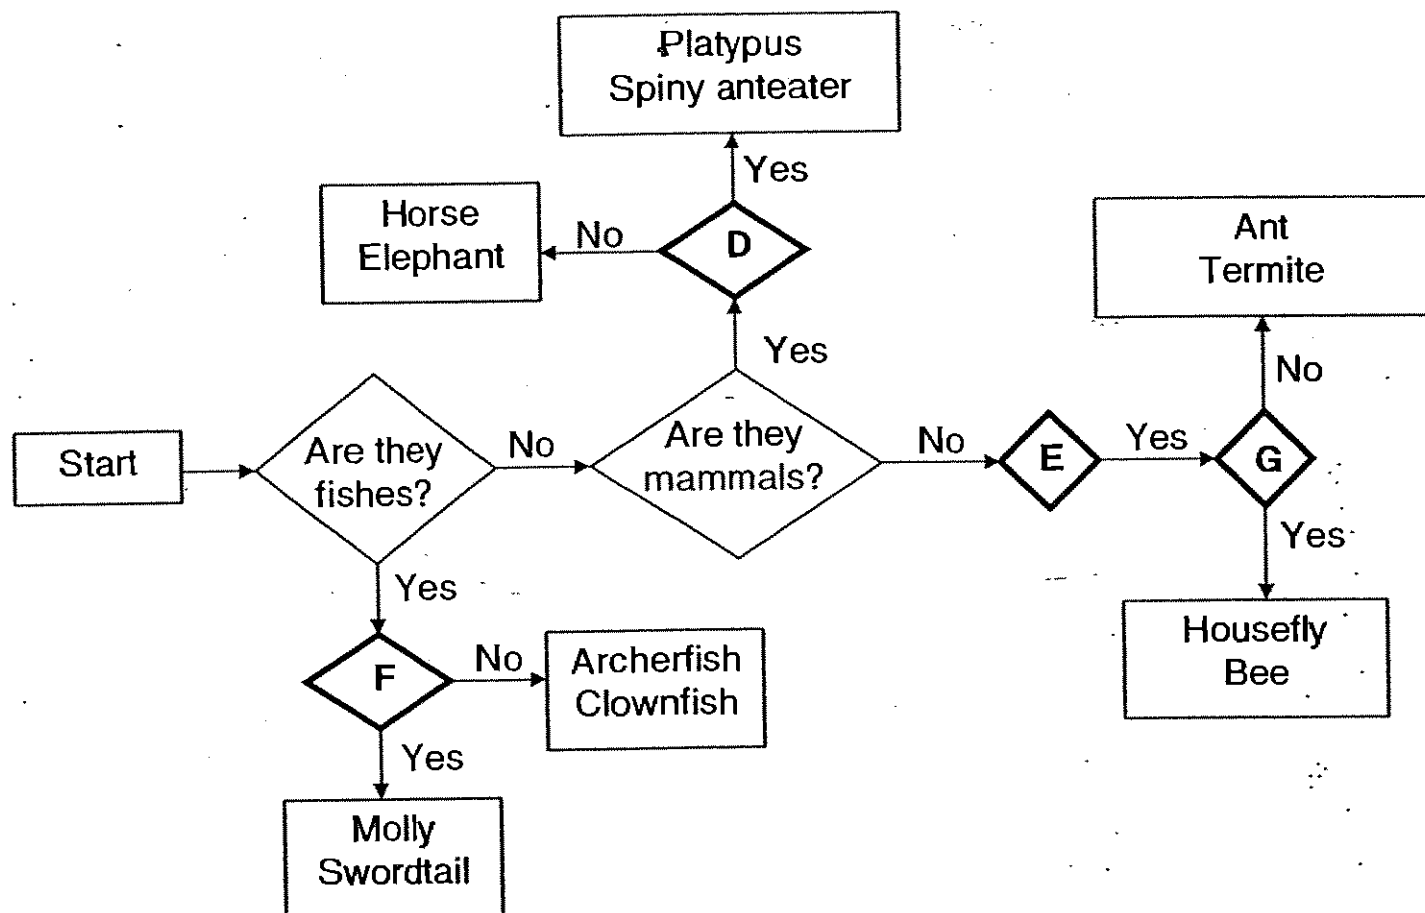 Platypus
Spiny anteater
Yes
Horse
Elephant
No
D
Ant
Termite
Yes
No
Start
Are they
fishes?
No
Are they
mammals?
No
E
Yes
G
Yes
Yes
Housefly
Bee
F
No
Archerfish
Clownfish
Yes
Molly
Swordtail